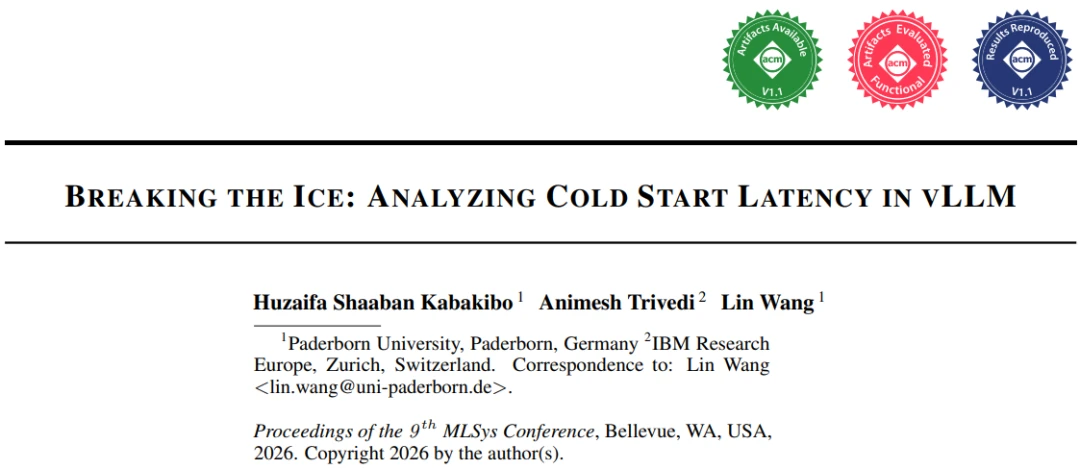 Artifacts Available
acm
V1.1
Artifacts Evaluated
acm
Functional
Results Reproduced
acm
V1.1
BREAKING THE ICE: ANALYZING COLD START LATENCY IN VLLM
Huzaifa Shaaban Kabakibo 1 Animesh Trivedi 2 Lin Wang 1
1Paderborn University, Paderborn, Germany 2IBM Research
Europe, Zurich, Switzerland. Correspondence to: Lin Wang
<lin.wang@uni-paderborn.de>.
Proceedings of the 9th MLSys Conference, Bellevue, WA, USA,
2026. Copyright 2026 by the author(s).